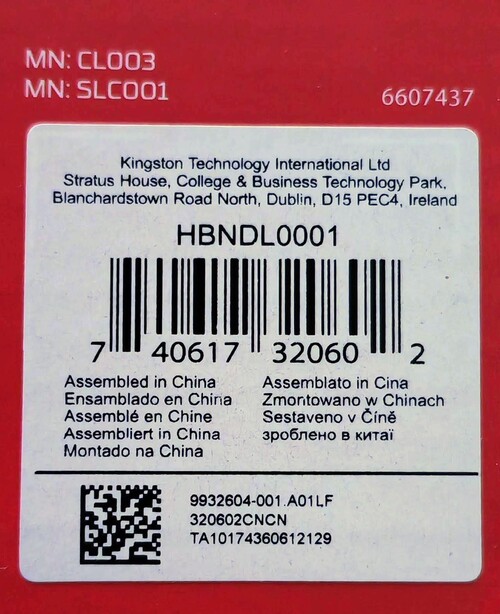 MN: CL003
MN: SLC001
6607437
Kingston Technology International Ltd
Stratus House, College & Business Technology Park,
Blanchardstown Road North, Dublin, D15 PEC4, Ireland
HBNDL0001
7 40617 32060 2
Assembled in China
Ensamblado en China
Assemblé en Chine
Assembliert in China
Montado na China
Assemblato in Cina
Zmontowano w Chinach
Sestaveno v Číně
зроблено в китаї
9932604-001.A01LF
320602CNCN
TA10174360612129